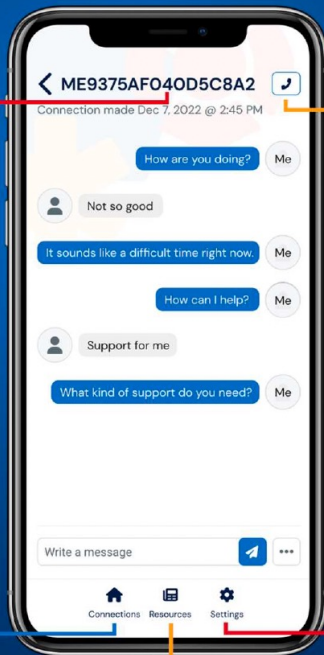 ME9375AF040D5C8A2
Connection made Dec 7, 2022 @ 2:45 PM
How are you doing?
Me
Not so good
It sounds like a difficult time right now.
Me
How can I help?
Me
Support for me
What kind of support do you need?
Me
Write a message
Connections Resources Settings